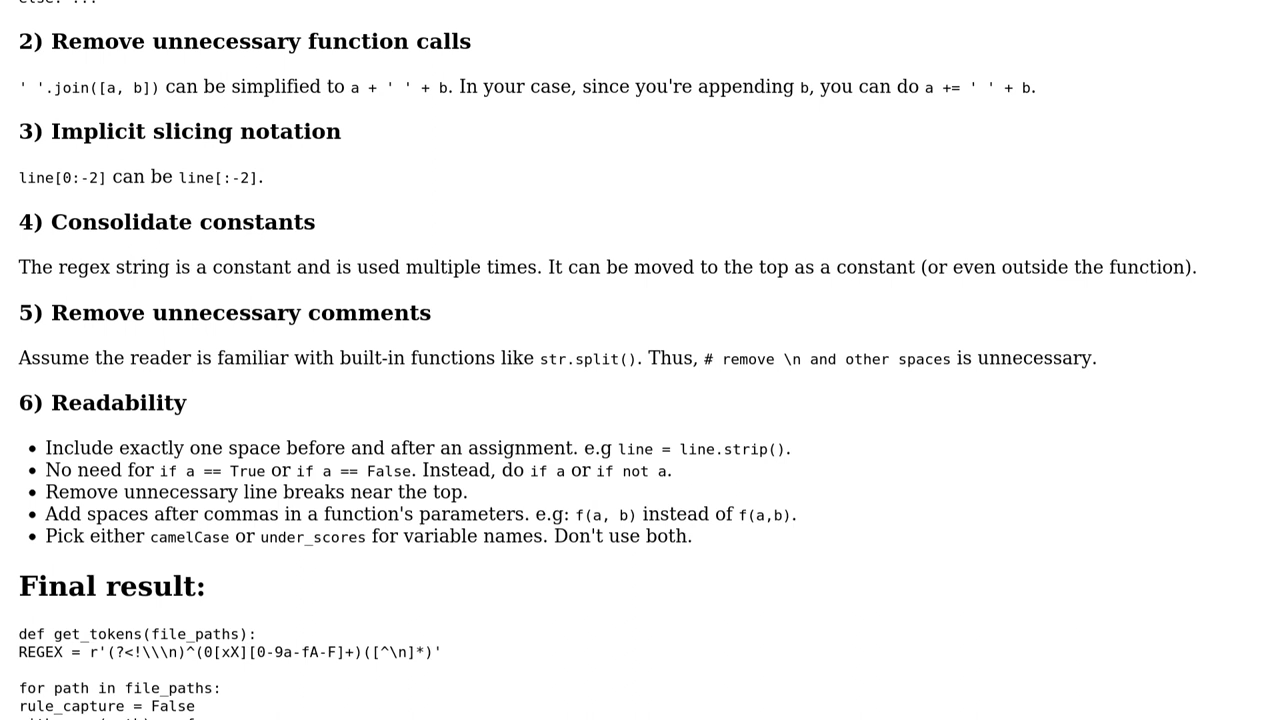 else: ...
2) Remove unnecessary function calls
' '.join([a, b]) can be simplified to a + ' ' + b. In your case, since you're appending b, you can do a += ' ' + b.
3) Implicit slicing notation
line[0:-2] can be line[:-2].
4) Consolidate constants
The regex string is a constant and is used multiple times. It can be moved to the top as a constant (or even outside the function).
5) Remove unnecessary comments
Assume the reader is familiar with built-in functions like str.split(). Thus, # remove \n and other spaces is unnecessary.
6) Readability
• Include exactly one space before and after an assignment. e.g line = line.strip().
• No need for if a == True or if a == False. Instead, do if a or if not a.
• Remove unnecessary line breaks near the top.
• Add spaces after commas in a function's parameters. e.g: f(a, b) instead of f(a,b).
• Pick either camelCase or under_scores for variable names. Don't use both.
Final result:
def get_tokens(file_paths):
REGEX = r'(?<!\\\n)^(0[xX][0-9a-fA-F]+)([^\n]*)'
for path in file_paths:
rule_capture = False